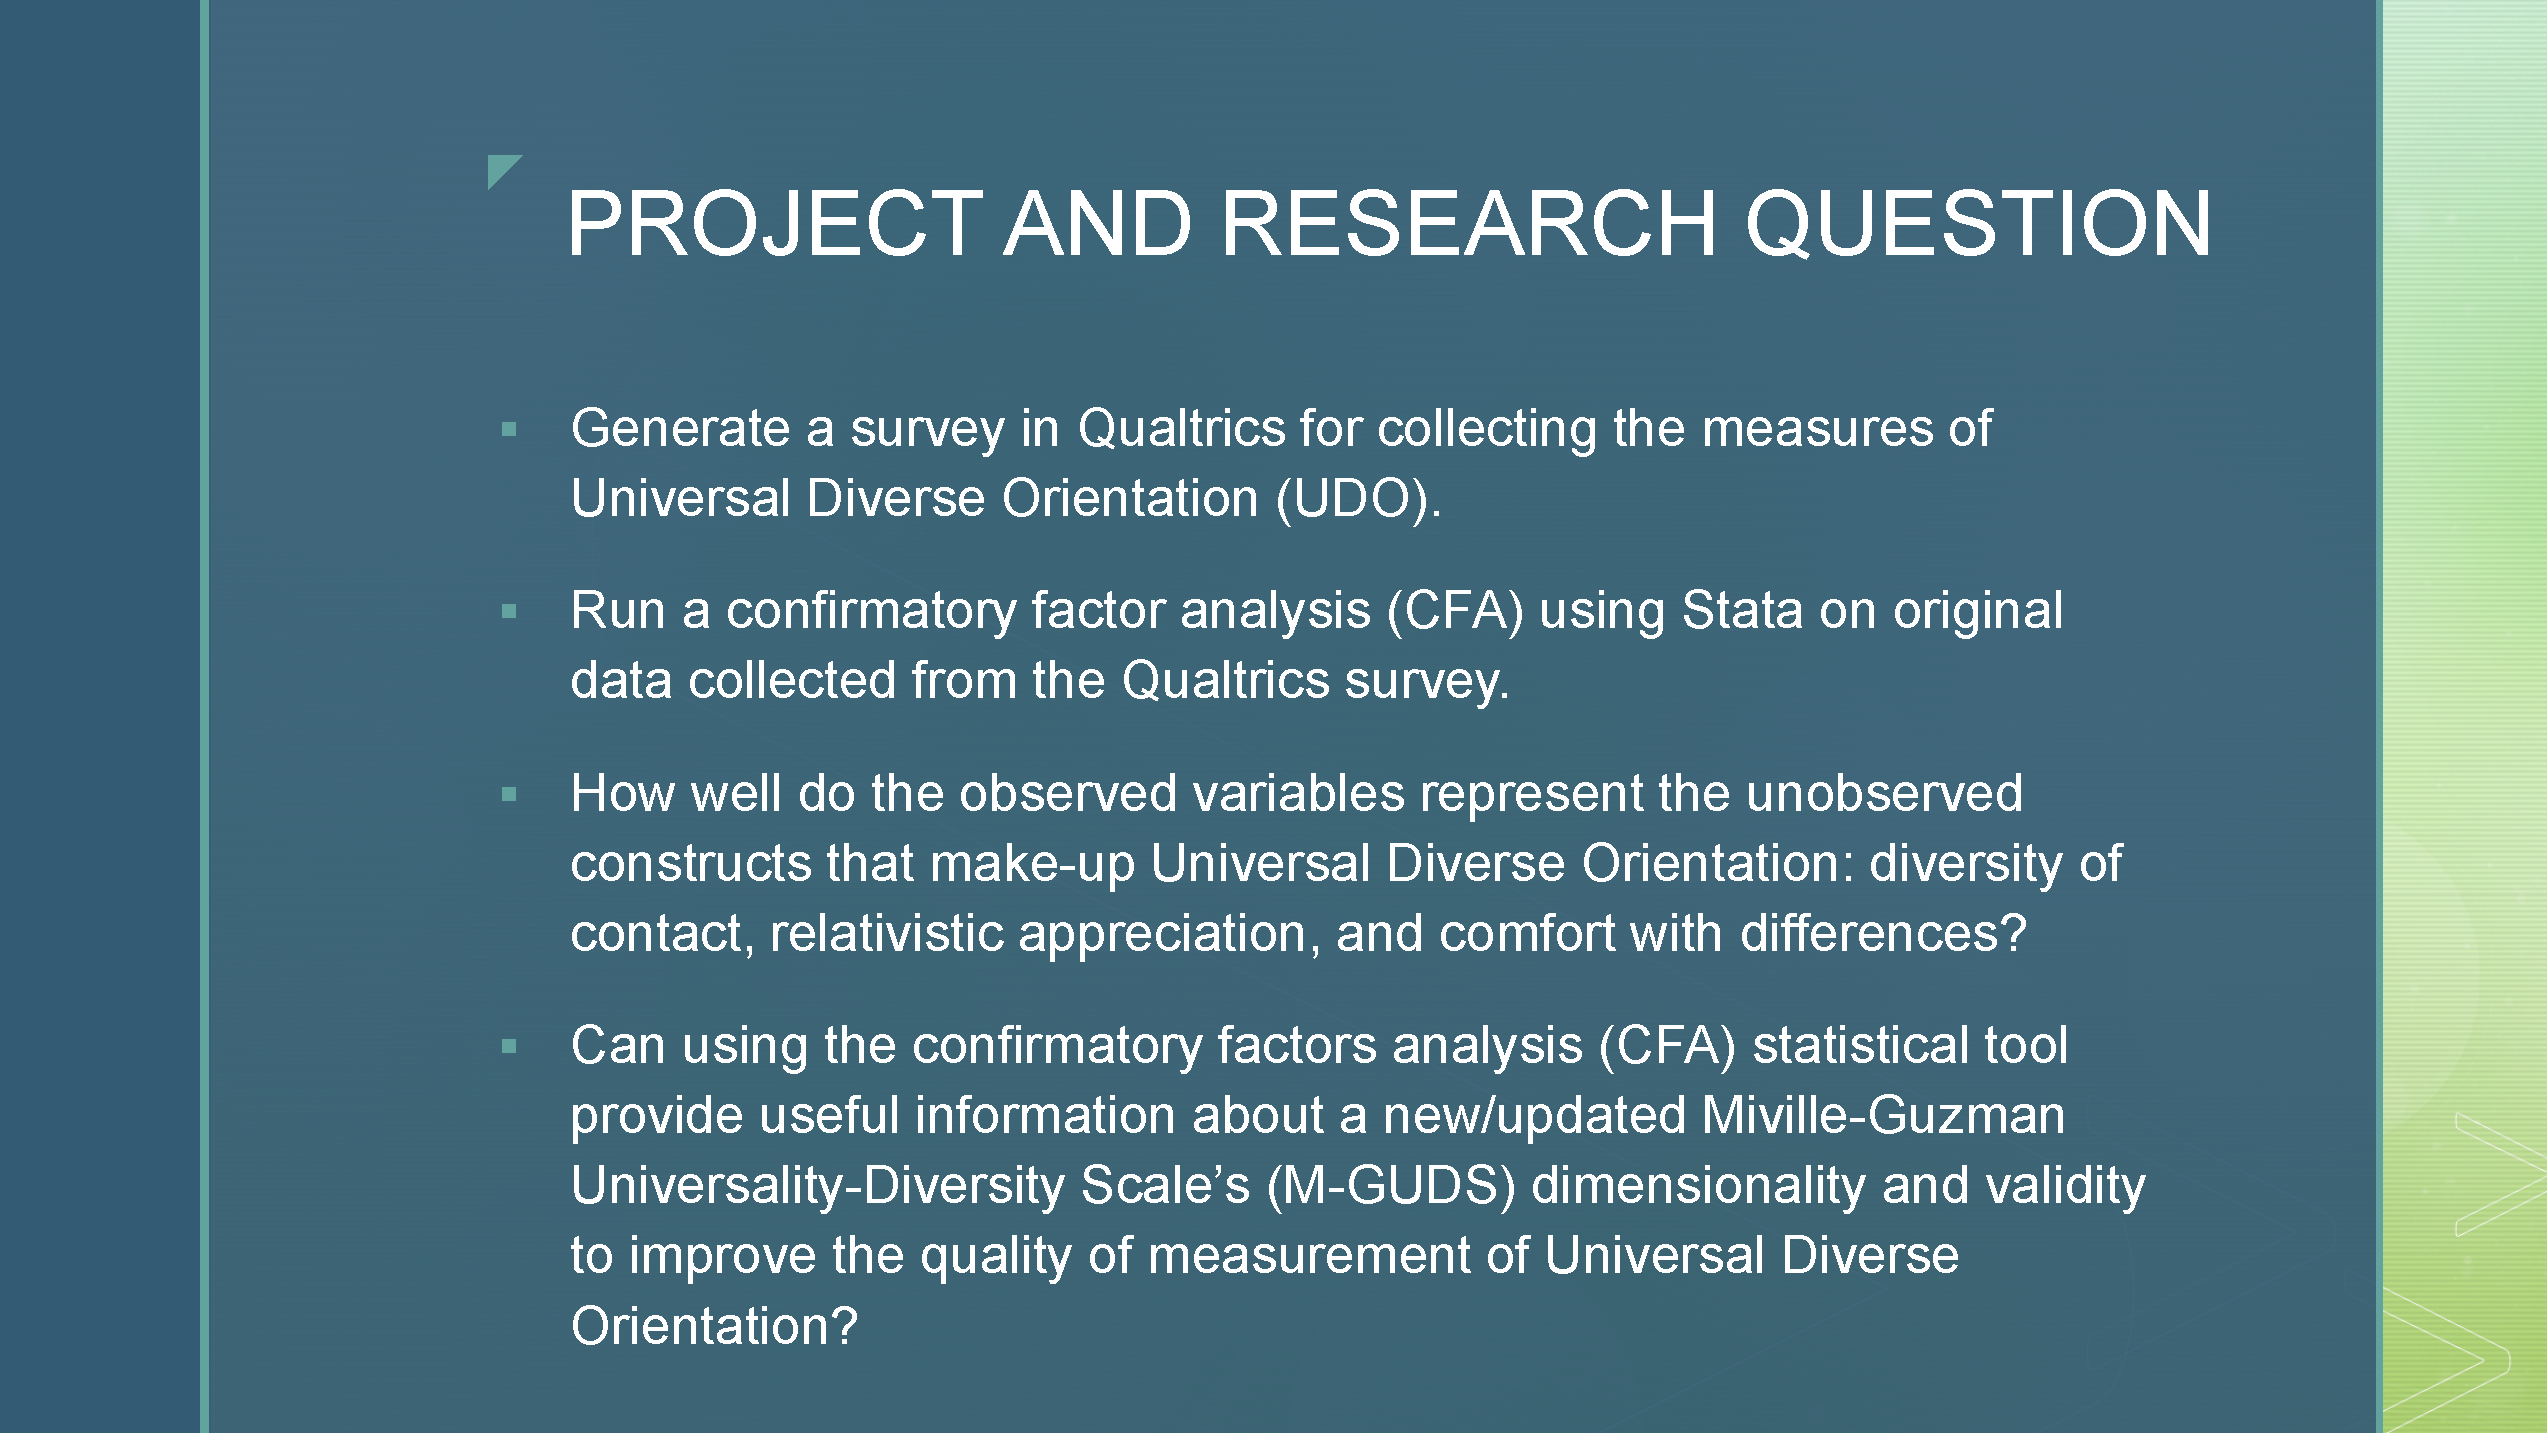 PROJECT AND RESEARCH QUESTION
Generate a survey in Qualtrics for collecting the measures of
Universal Diverse Orientation (UDO).
Run a confirmatory factor analysis (CFA) using Stata on original
data collected from the Qualtrics survey.
How well do the observed variables represent the unobserved
constructs that make-up Universal Diverse Orientation: diversity of
contact, relativistic appreciation, and comfort with differences?
Can using the confirmatory factors analysis (CFA) statistical tool
provide useful information about a new/updated Miville-Guzman
Universality-Diversity Scale’s (M-GUDS) dimensionality and validity
to improve the quality of measurement of Universal Diverse
Orientation?